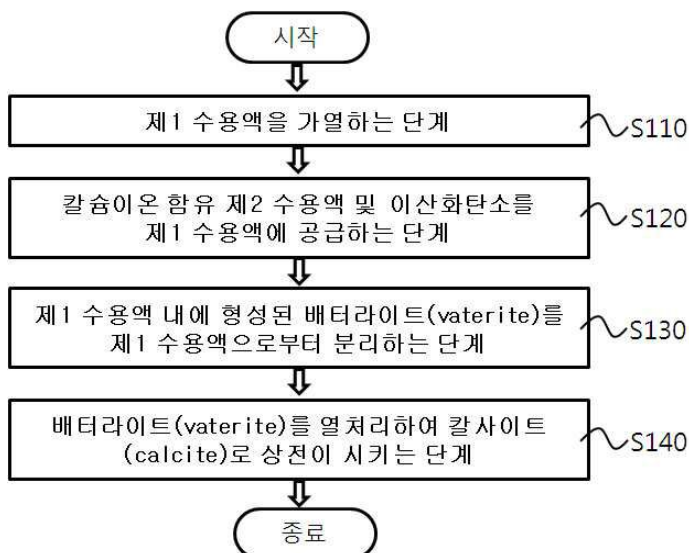 시작
제1 수용액을 가열하는 단계
S110
칼슘이온 함유 제2 수용액 및 이산화탄소를
제1 수용액에 공급하는 단계
S120
제1 수용액 내에 형성된 배터라이트(vaterite)를
제1 수용액으로부터 분리하는 단계
S130
배터라이트(vaterite)를 열처리하여 칼사이트
(calcite)로 상전이 시키는 단계
S140
종료